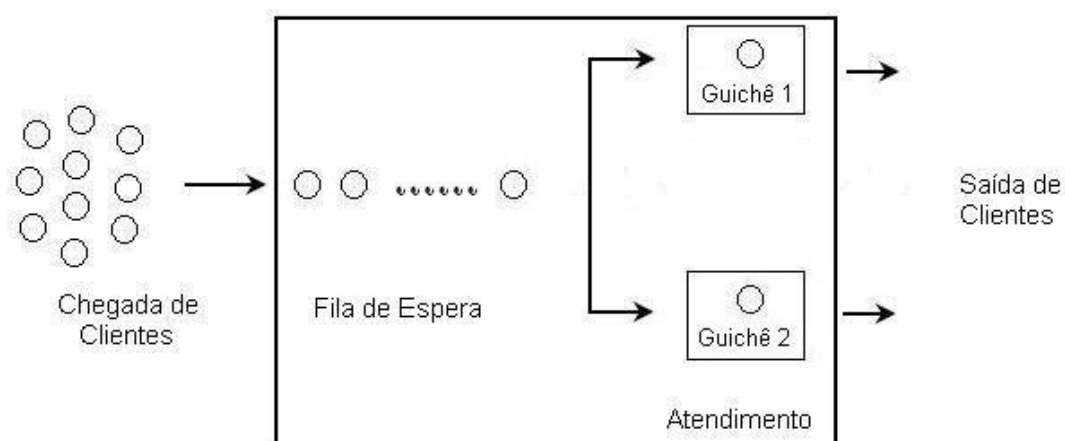 Guichê 1
Chegada de
Clientes
Fila de Espera
Guichê 2
Atendimento
Saída de
Clientes